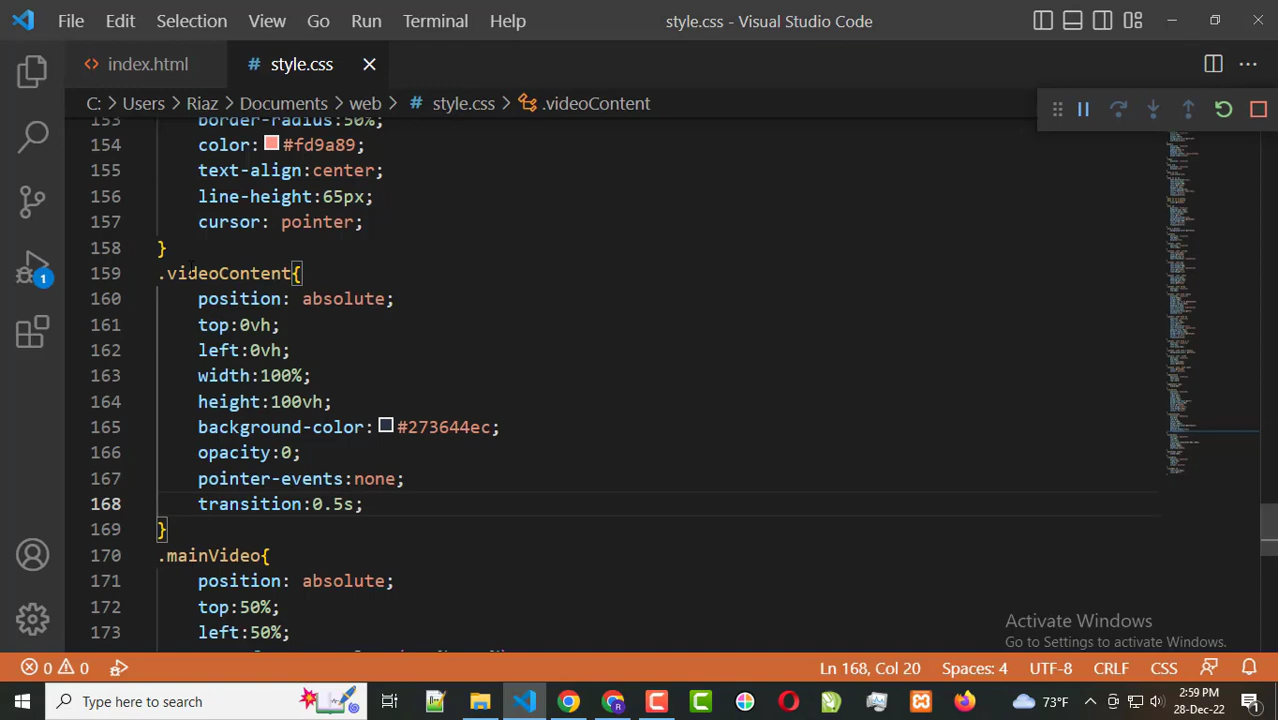 File Edit Selection View Go Run Terminal Help style.css - Visual Studio Code
<> index.html # style.css
C: > Users > Riaz > Documents > web > # style.css > .videoContent
153 border-radius:50%;
154 color: #fd9a89;
155 text-align:center;
156 line-height:65px;
157 cursor: pointer;
158 }
159 .videoContent{
160 position: absolute;
161 top:0vh;
162 left:0vh;
163 width:100%;
164 height:100vh;
165 background-color: #273644ec;
166 opacity:0;
167 pointer-events:none;
168 transition:0.5s;
169 }
170 .mainVideo{
171 position: absolute;
172 top:50%;
173 left:50%;
1
Activate Windows
Go to Settings to activate Windows.
0 0 Ln 168, Col 20 Spaces: 4 UTF-8 CRLF CSS
Type here to search 73°F 2:59 PM
28-Dec-22 1